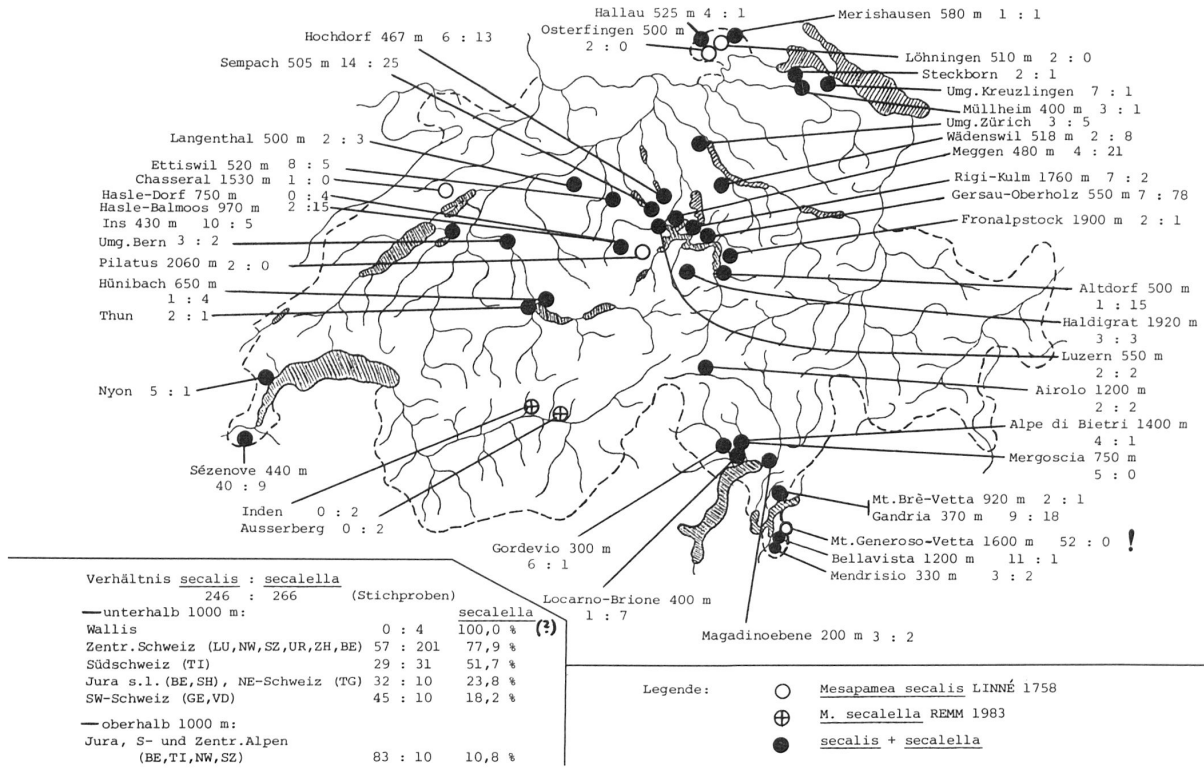 Hallau 525 m 4 : 1
Merishausen 580 m 1 : 1
Osterfingen 500 m
2 : 0
Hochdorf 467 m 6 : 13
Löhningen 510 m 2 : 0
Sempach 505 m 14 : 25
Steckborn 2 : 1
Umg.Kreuzlingen 7 : 1
Müllheim 400 m 3 : 1
Umg.Zürich 3 : 5
Langenthal 500 m 2 : 3
Wädenswil 518 m 2 : 8
Meggen 480 m 4 : 21
Ettiswil 520 m 8 : 5
Chasseral 1530 m 1 : 0
Rigi-Kulm 1760 m 7 : 2
Hasle-Dorf 750 m 0 : 4
Gersau-Oberholz 550 m 7 : 78
Hasle-Balmoos 970 m 2 :15
Ins 430 m 10 : 5
Fronalpstock 1900 m 2 : 1
Umg.Bern 3 : 2
Pilatus 2060 m 2 : 0
Hünibach 650 m
1 : 4
Altdorf 500 m
1 : 15
Thun 2 : 1
Haldigrat 1920 m
3 : 3
Luzern 550 m
2 : 2
Nyon 5 : 1
Airolo 1200 m
2 : 2
Alpe di Bietri 1400 m
4 : 1
Mergoscia 750 m
5 : 0
Sézenove 440 m
40 : 9
Mt.Brè-Vetta 920 m 2 : 1
Gandria 370 m 9 : 18
Inden 0 : 2
Ausserberg 0 : 2
Mt.Generoso-Vetta 1600 m 52 : 0 !
Gordevio 300 m
6 : 1
Bellavista 1200 m 11 : 1
Mendrisio 330 m 3 : 2
Locarno-Brione 400 m
1 : 7
Magadinoebene 200 m 3 : 2
Verhältnis secalis : secalella
246 : 266 (Stichproben)
—unterhalb 1000 m: secalella
Wallis 0 : 4 100,0 % (?)
Zentr.Schweiz (LU,NW,SZ,UR,ZH,BE) 57 : 201 77,9 %
Südschweiz (TI) 29 : 31 51,7 %
Jura s.l.(BE,SH), NE-Schweiz (TG) 32 : 10 23,8 %
SW-Schweiz (GE,VD) 45 : 10 18,2 %
—oberhalb 1000 m:
Jura, S- und Zentr.Alpen
(BE,TI,NW,SZ) 83 : 10 10,8 %
Legende:
Mesapamea secalis LINNÉ 1758
M. secalella REMM 1983
secalis + secalella